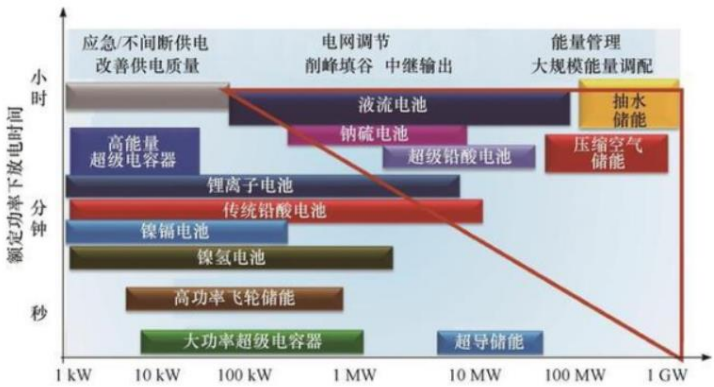 应急/不间断供电
改善供电质量
电网调节
削峰填谷 中继输出
能量管理
大规模能量调配
额定功率下放电时间
小时
分钟
秒
液流电池
抽水
储能
钠硫电池
高能量
超级电容器
超级铅酸电池
压缩空气
储能
锂离子电池
传统铅酸电池
镍镉电池
镍氢电池
高功率飞轮储能
大功率超级电容器
超导储能
1 kW
10 kW
100 kW
1 MW
10 MW
100 MW
1 GW